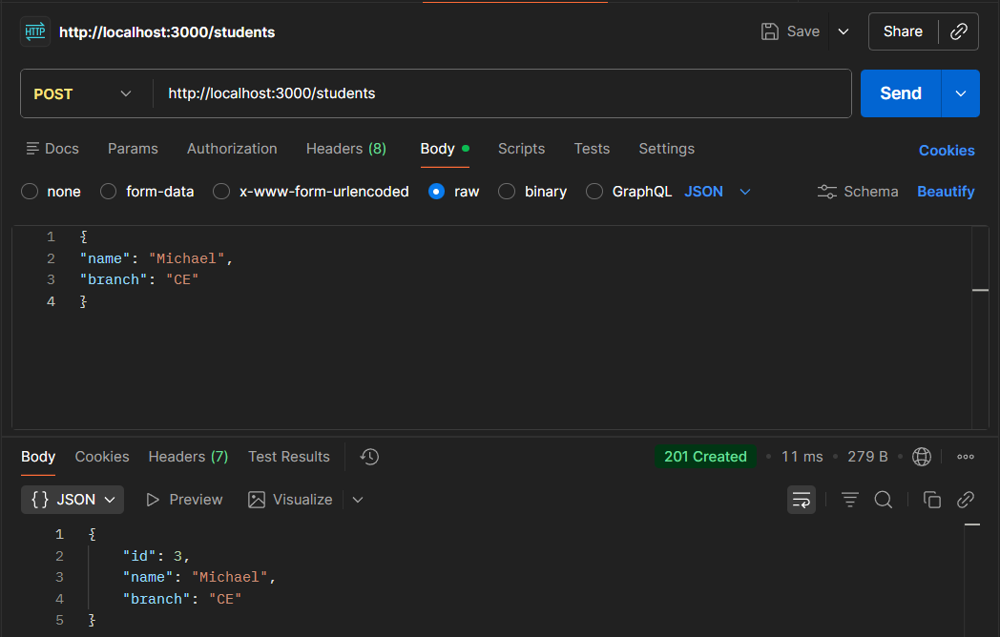 HTTP http://localhost:3000/students Save Share
POST http://localhost:3000/students Send
Docs Params Authorization Headers (8) Body Scripts Tests Settings Cookies
none form-data x-www-form-urlencoded raw binary GraphQL JSON Schema Beautify
1 {
2 "name": "Michael",
3 "branch": "CE"
4 }
Body Cookies Headers (7) Test Results 201 Created • 11 ms • 279 B •
{} JSON Preview Visualize
1 {
2 "id": 3,
3 "name": "Michael",
4 "branch": "CE"
5 }